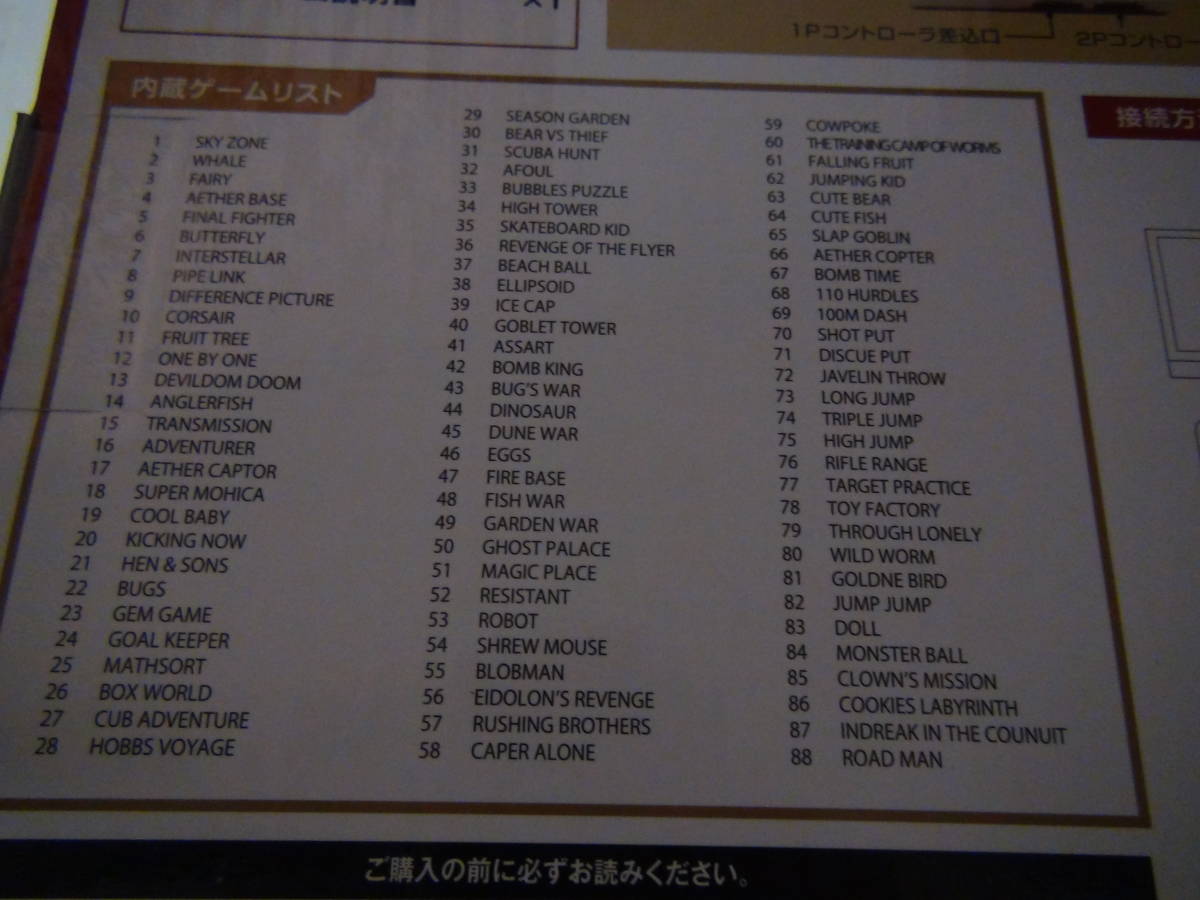 ×1
1Pコントローラ差込口
2Pコントロー
内蔵ゲームリスト
接続方
1 SKY ZONE
2 WHALE
3 FAIRY
4 AETHER BASE
5 FINAL FIGHTER
6 BUTTERFLY
7 INTERSTELLAR
8 PIPE LINK
9 DIFFERENCE PICTURE
10 CORSAIR
11 FRUIT TREE
12 ONE BY ONE
13 DEVILDOM DOOM
14 ANGLERFISH
15 TRANSMISSION
16 ADVENTURER
17 AETHER CAPTOR
18 SUPER MOHICA
19 COOL BABY
20 KICKING NOW
21 HEN & SONS
22 BUGS
23 GEM GAME
24 GOAL KEEPER
25 MATHSORT
26 BOX WORLD
27 CUB ADVENTURE
28 HOBBS VOYAGE
29 SEASON GARDEN
30 BEAR VS THIEF
31 SCUBA HUNT
32 AFOUL
33 BUBBLES PUZZLE
34 HIGH TOWER
35 SKATEBOARD KID
36 REVENGE OF THE FLYER
37 BEACH BALL
38 ELLIPSOID
39 ICE CAP
40 GOBLET TOWER
41 ASSART
42 BOMB KING
43 BUG'S WAR
44 DINOSAUR
45 DUNE WAR
46 EGGS
47 FIRE BASE
48 FISH WAR
49 GARDEN WAR
50 GHOST PALACE
51 MAGIC PLACE
52 RESISTANT
53 ROBOT
54 SHREW MOUSE
55 BLOBMAN
56 EIDOLON'S REVENGE
57 RUSHING BROTHERS
58 CAPER ALONE
59 COWPOKE
60 THE TRAINING CAMP OF WORMS
61 FALLING FRUIT
62 JUMPING KID
63 CUTE BEAR
64 CUTE FISH
65 SLAP GOBLIN
66 AETHER COPTER
67 BOMB TIME
68 110 HURDLES
69 100M DASH
70 SHOT PUT
71 DISCUE PUT
72 JAVELIN THROW
73 LONG JUMP
74 TRIPLE JUMP
75 HIGH JUMP
76 RIFLE RANGE
77 TARGET PRACTICE
78 TOY FACTORY
79 THROUGH LONELY
80 WILD WORM
81 GOLDNE BIRD
82 JUMP JUMP
83 DOLL
84 MONSTER BALL
85 CLOWN'S MISSION
86 COOKIES LABYRINTH
87 INDREAK IN THE COUNUIT
88 ROAD MAN
ご購入の前に必ずお読みください。